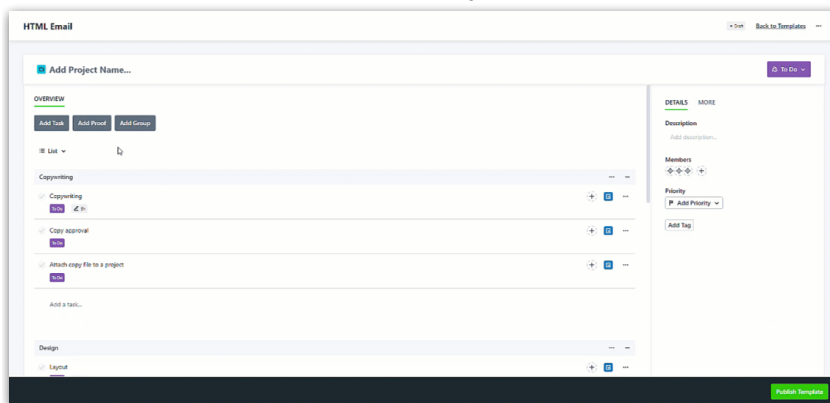 HTML Email
Draft
Back to Templates
Add Project Name...
To Do
OVERVIEW
Add Task Add Proof Add Group
List
Copywriting
Copywriting
To Do
Copy approval
To Do
Attach copy file to a project
To Do
Add a task...
Design
Layout
DETAILS MORE
Description
Add description...
Members
Priority
Add Priority
Add Tag
Publish Template